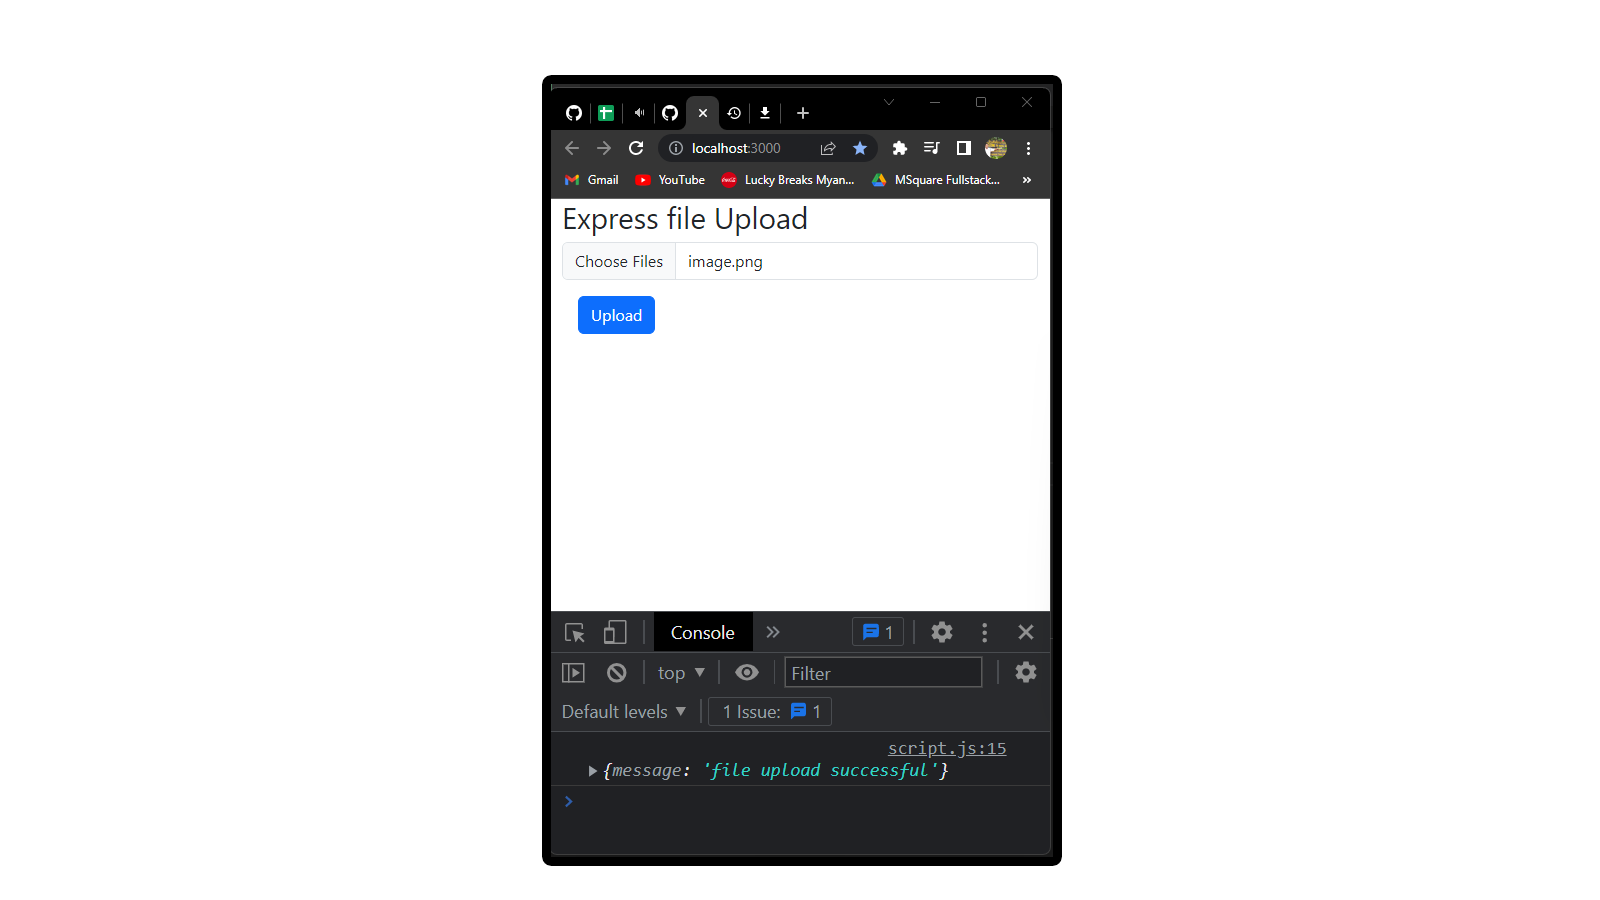 localhost:3000
Gmail YouTube Lucky Breaks Myan... MSquare Fullstack... »
Express file Upload
Choose Files image.png
Upload
Console 1
top Filter
Default levels 1 Issue: 1
script.js:15
{message: 'file upload successful'}